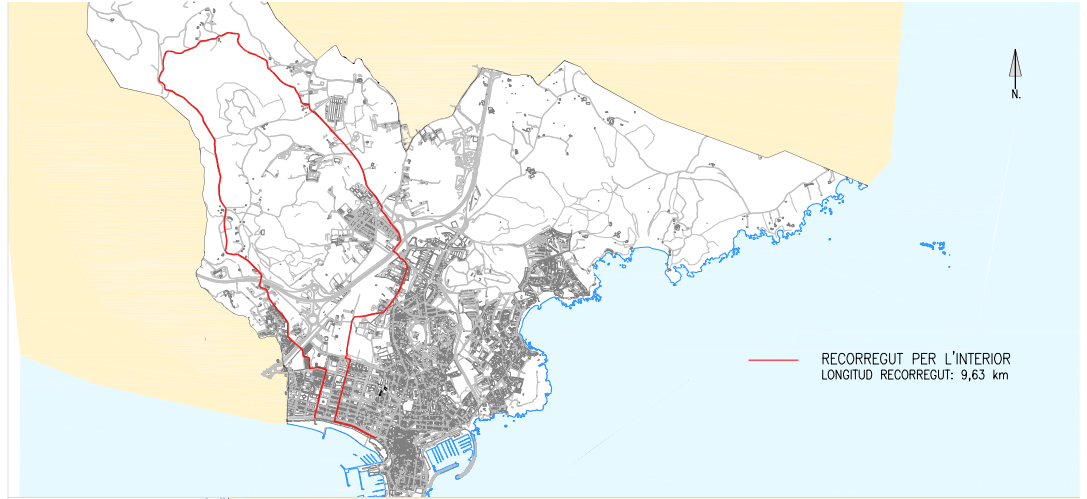 N.
RECORREGUT PER L'INTERIOR
LONGITUD RECORREGUT: 9,63 km